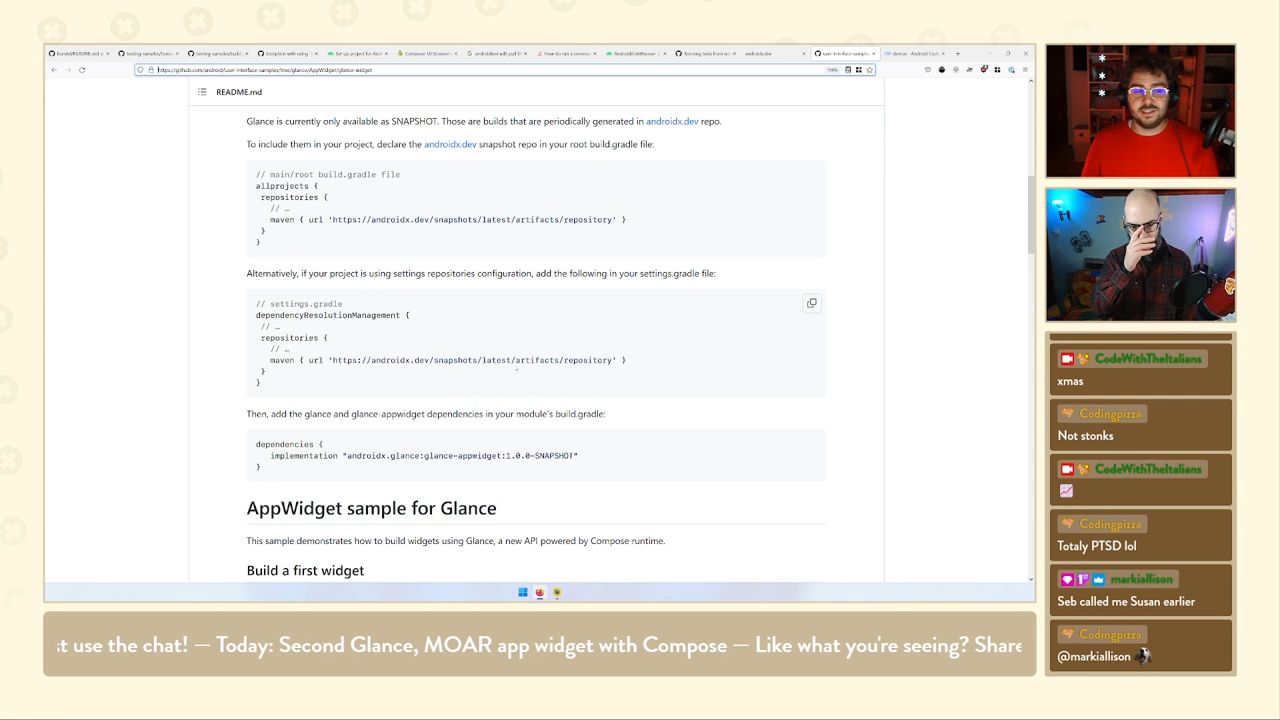 https://github.com/android/user-interface-samples/tree/glance/AppWidget/glance-widget
README.md
Glance is currently only available as SNAPSHOT. Those are builds that are periodically generated in androidx.dev repo.
To include them in your project, declare the androidx.dev snapshot repo in your root build.gradle file:
// main/root build.gradle file
allprojects {
repositories {
// …
maven { url 'https://androidx.dev/snapshots/latest/artifacts/repository' }
}
}
Alternatively, if your project is using settings repositories configuration, add the following in your settings.gradle file:
// settings.gradle
dependencyResolutionManagement {
// …
repositories {
// …
maven { url 'https://androidx.dev/snapshots/latest/artifacts/repository' }
}
}
Then, add the glance and glance-appwidget dependencies in your module's build.gradle:
dependencies {
implementation "androidx.glance:glance-appwidget:1.0.0-SNAPSHOT"
}
AppWidget sample for Glance
This sample demonstrates how to build widgets using Glance, a new API powered by Compose runtime.
Build a first widget
CodeWithTheItalians
xmas
Codingpizza
Not stonks
CodeWithTheItalians
Codingpizza
Totaly PTSD lol
markiallison
Seb called me Susan earlier
Codingpizza
@markiallison
use the chat! — Today: Second Glance, MOAR app widget with Compose — Like what you're seeing? Share